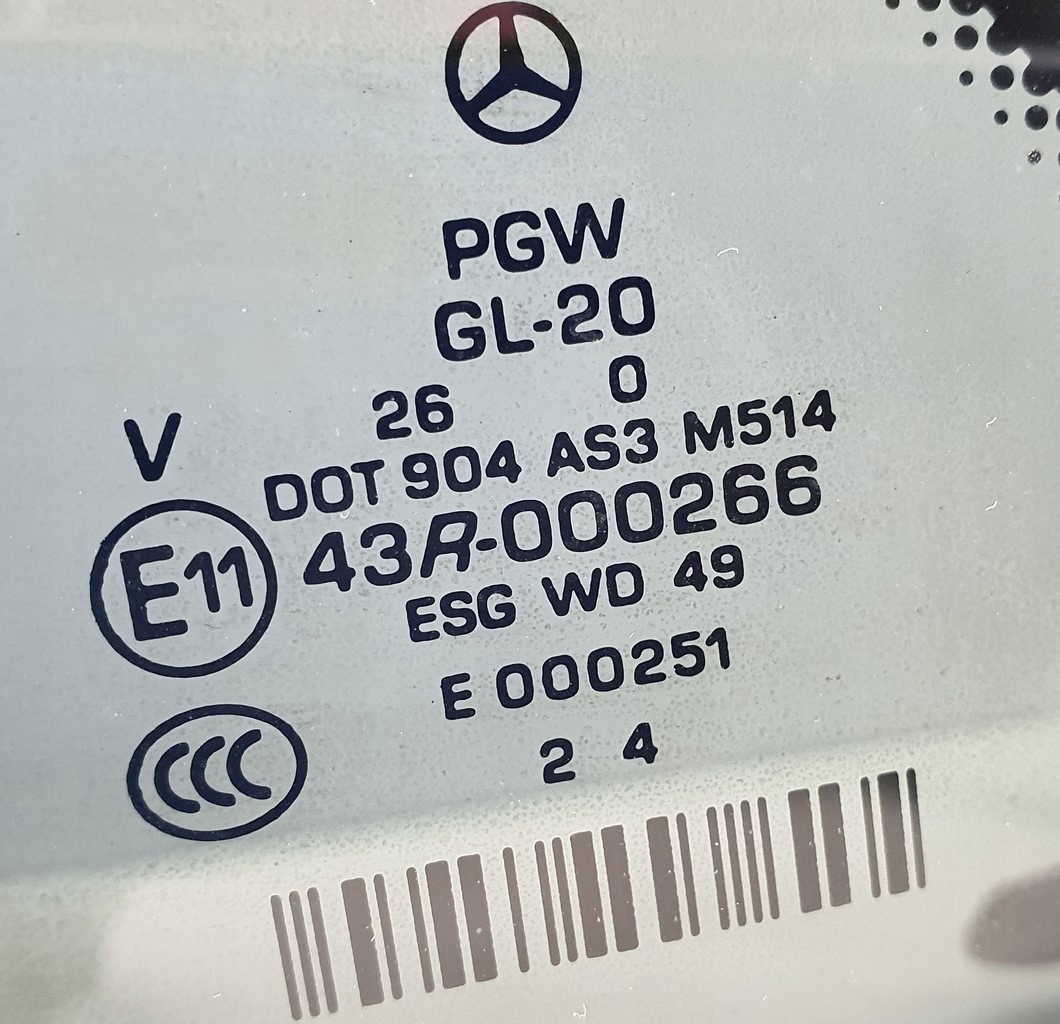 PGW
GL-20
26 0
V
DOT 904 AS3 M514
E11 43R-000266
ESG WD 49
E 000251
CCC
2 4